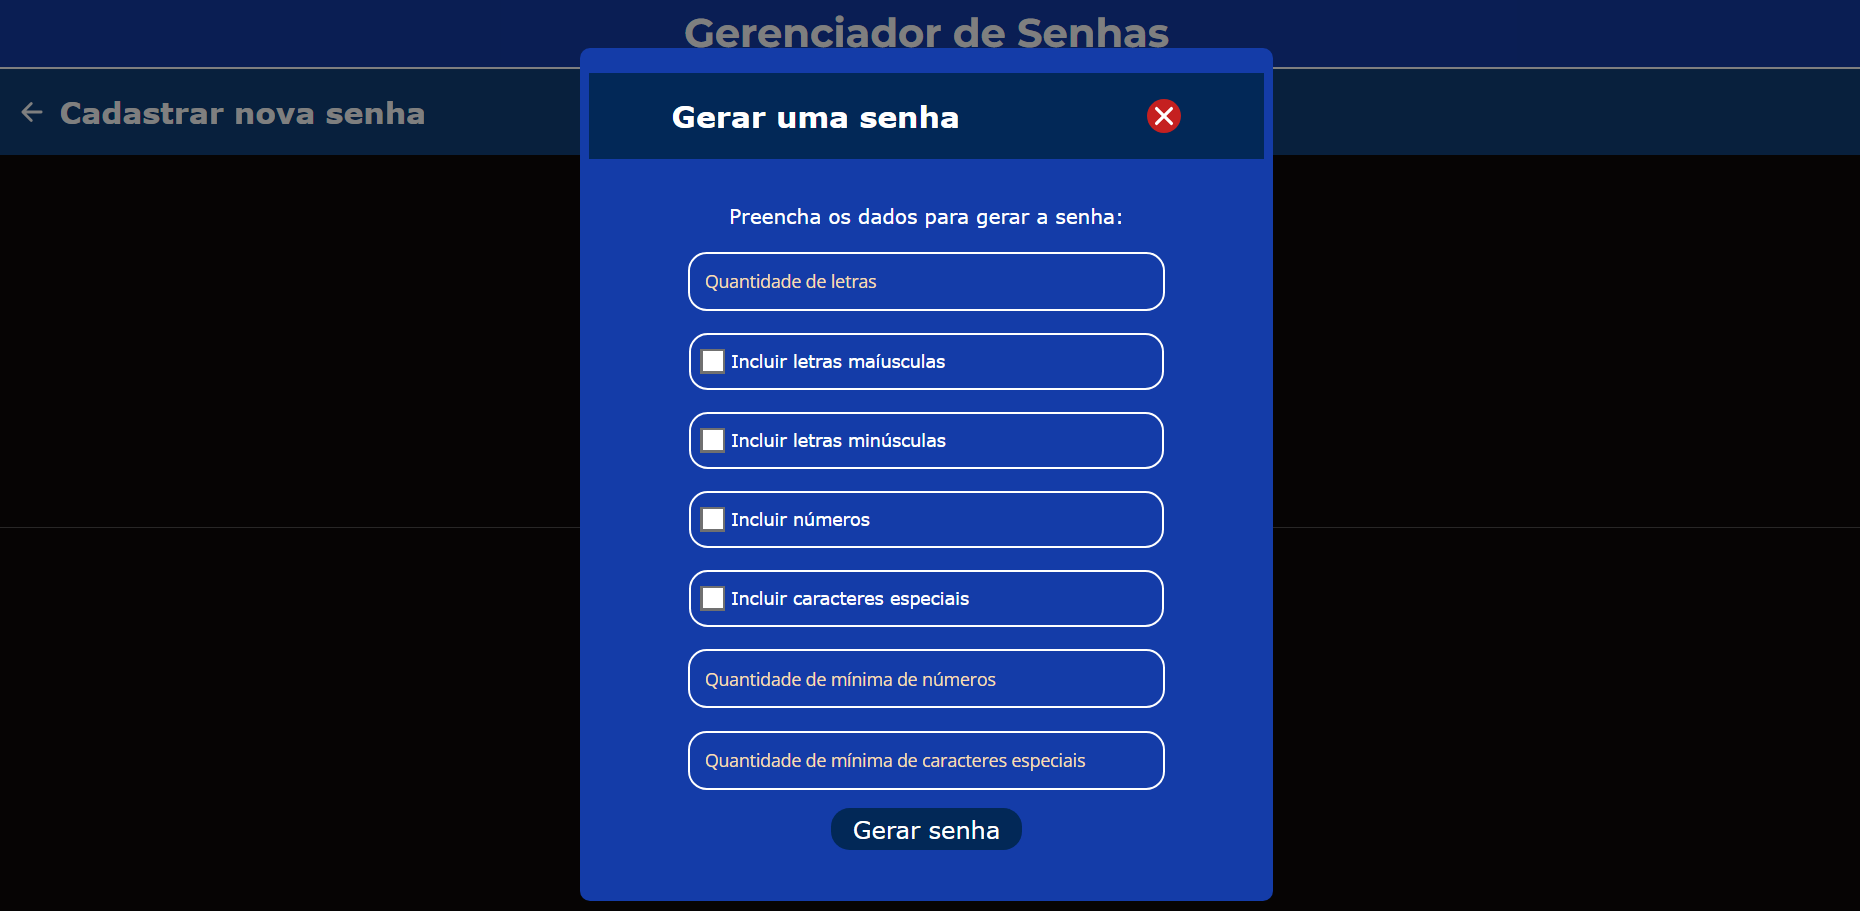 Gerenciador de Senhas
Cadastrar nova senha
Gerar uma senha
Preencha os dados para gerar a senha:
Quantidade de letras
Incluir letras maíusculas
Incluir letras minúsculas
Incluir números
Incluir caracteres especiais
Quantidade de mínima de números
Quantidade de mínima de caracteres especiais
Gerar senha